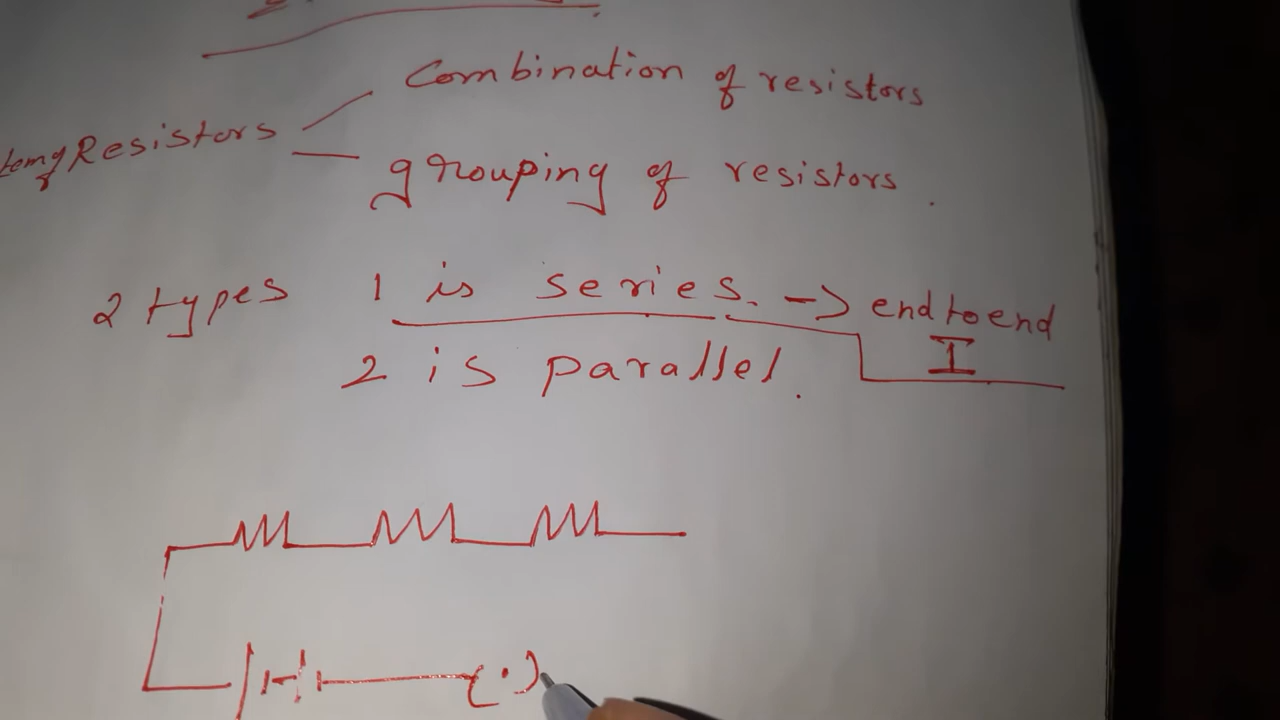 Combination of resistors
Resistors
grouping of resistors.
2 types 1 is series. -> end to end
I
2 is parallel.
(.)